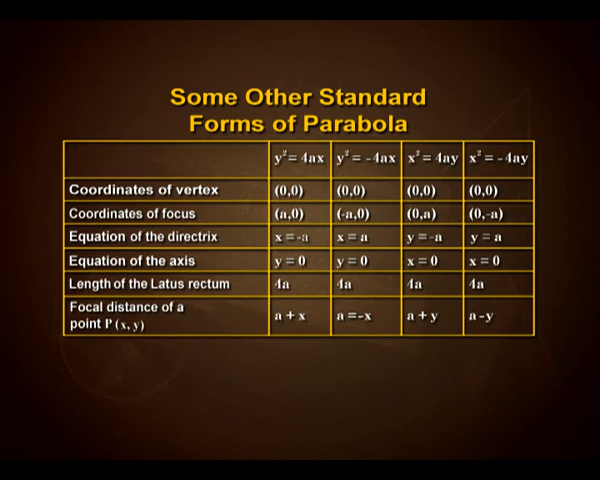 Some Other Standard
Forms of Parabola
y² = 4ax y² = -4ax x² = 4ay x² = -4ay
Coordinates of vertex (0,0) (0,0) (0,0) (0,0)
Coordinates of focus (a,0) (-a,0) (0,a) (0,-a)
Equation of the directrix x = -a x = a y = -a y = a
Equation of the axis y = 0 y = 0 x = 0 x = 0
Length of the Latus rectum 4a 4a 4a 4a
Focal distance of a
point P (x, y) a + x a =-x a + y a -y